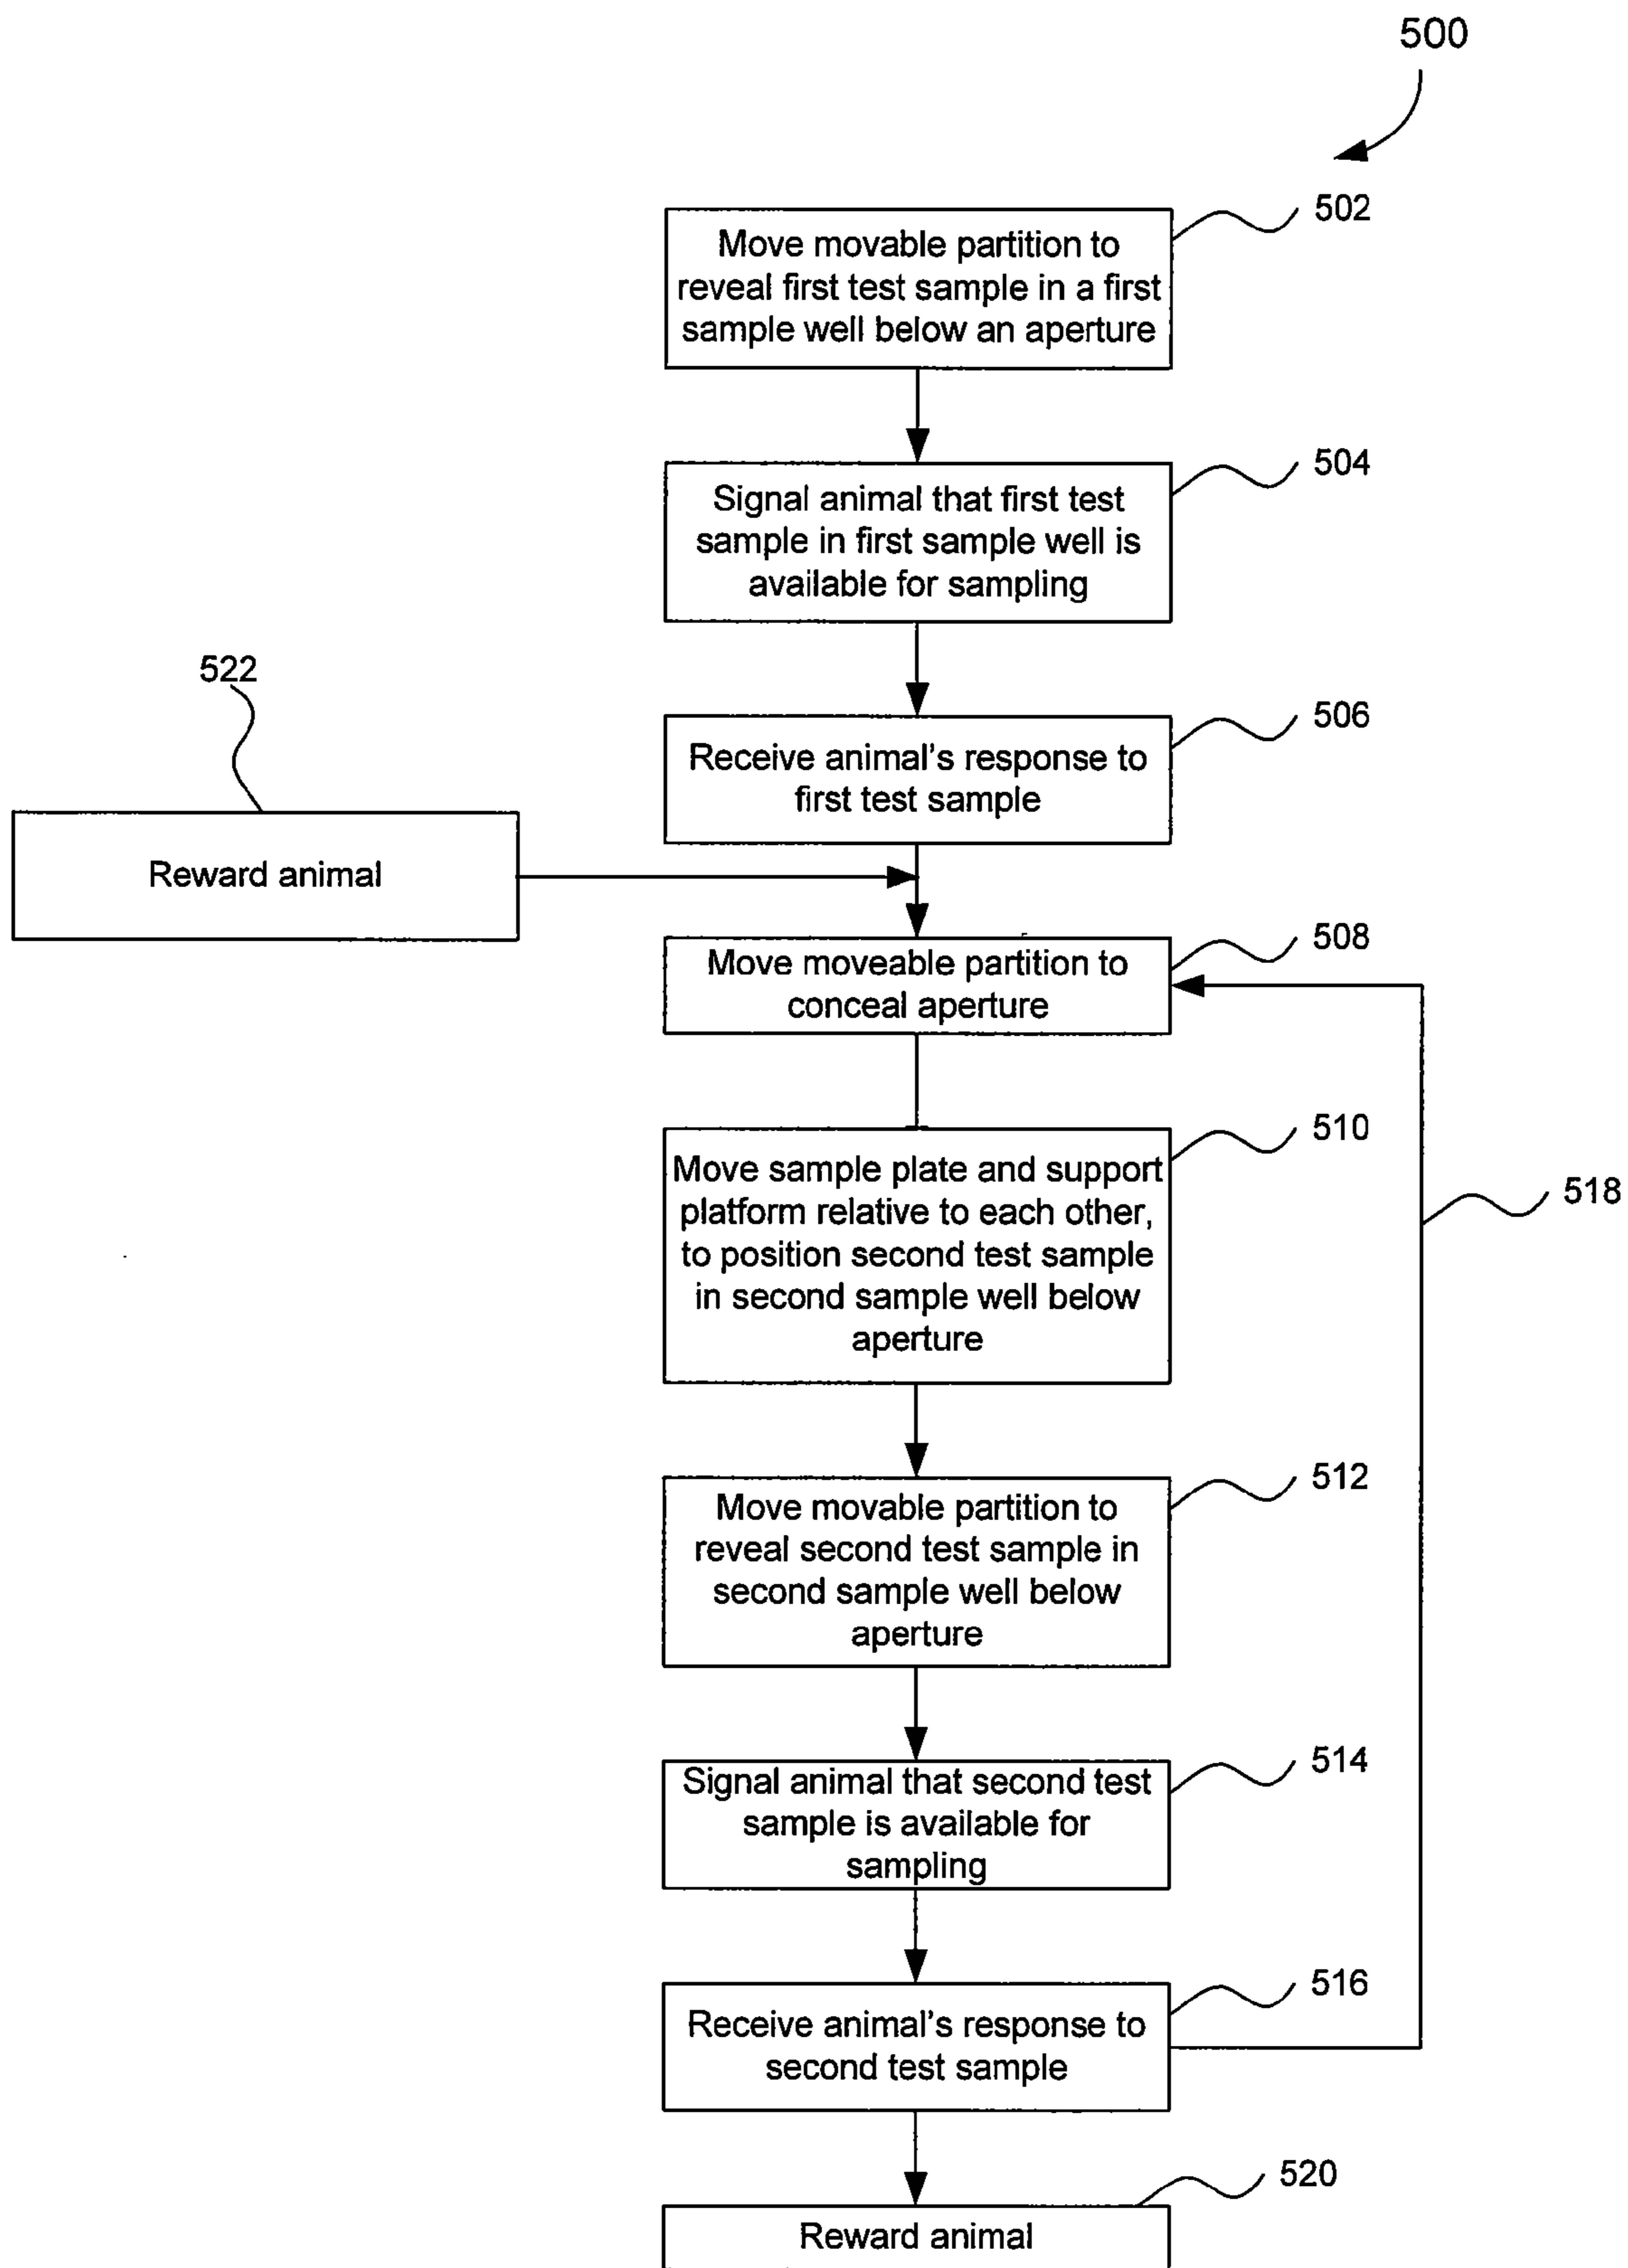 500
502
Move movable partition to
reveal first test sample in a first
sample well below an aperture
504
Signal animal that first test
sample in first sample well is
available for sampling
522
506
Receive animal's response to
first test sample
Reward animal
508
Move moveable partition to
conceal aperture
510
Move sample plate and support
platform relative to each other,
to position second test sample
in second sample well below
aperture
518
512
Move movable partition to
reveal second test sample in
second sample well below
aperture
514
Signal animal that second test
sample is available for
sampling
516
Receive animal's response to
second test sample
520
Reward animal